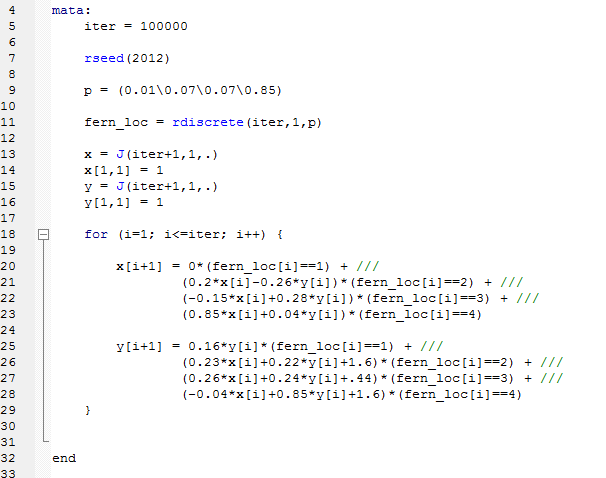 4 mata:
5     iter = 100000
6
7     rseed(2012)
8
9     p = (0.01\0.07\0.07\0.85)
10
11     fern_loc = rdiscrete(iter,1,p)
12
13     x = J(iter+1,1,.)
14     x[1,1] = 1
15     y = J(iter+1,1,.)
16     y[1,1] = 1
17
18     for (i=1; i<=iter; i++) {
19
20         x[i+1] = 0*(fern_loc[i]==1) + ///
21                 (0.2*x[i]-0.26*y[i])*(fern_loc[i]==2) + ///
22                 (-0.15*x[i]+0.28*y[i])*(fern_loc[i]==3) + ///
23                 (0.85*x[i]+0.04*y[i])*(fern_loc[i]==4)
24
25         y[i+1] = 0.16*y[i]*(fern_loc[i]==1) + ///
26                 (0.23*x[i]+0.22*y[i]+1.6)*(fern_loc[i]==2) + ///
27                 (0.26*x[i]+0.24*y[i]+.44)*(fern_loc[i]==3) + ///
28                 (-0.04*x[i]+0.85*y[i]+1.6)*(fern_loc[i]==4)
29     }
30
31
32 end
33